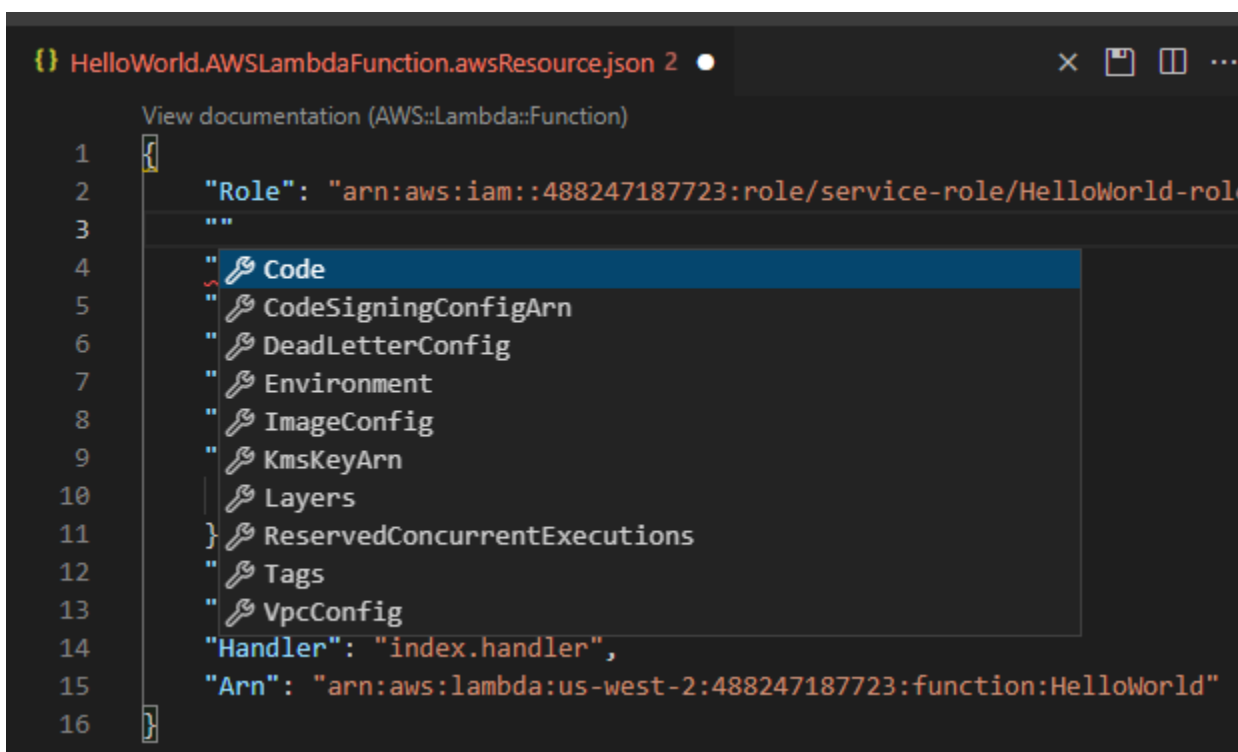 {} HelloWorld.AWSLambdaFunction.awsResource.json 2 ●
View documentation (AWS::Lambda::Function)
1 {
2 "Role": "arn:aws:iam::488247187723:role/service-role/HelloWorld-rol
3 ""
4 " Code
5 " CodeSigningConfigArn
6 " DeadLetterConfig
7 " Environment
8 " ImageConfig
9 " KmsKeyArn
10 Layers
11 } ReservedConcurrentExecutions
12 " Tags
13 " VpcConfig
14 "Handler": "index.handler",
15 "Arn": "arn:aws:lambda:us-west-2:488247187723:function:HelloWorld"
16 }